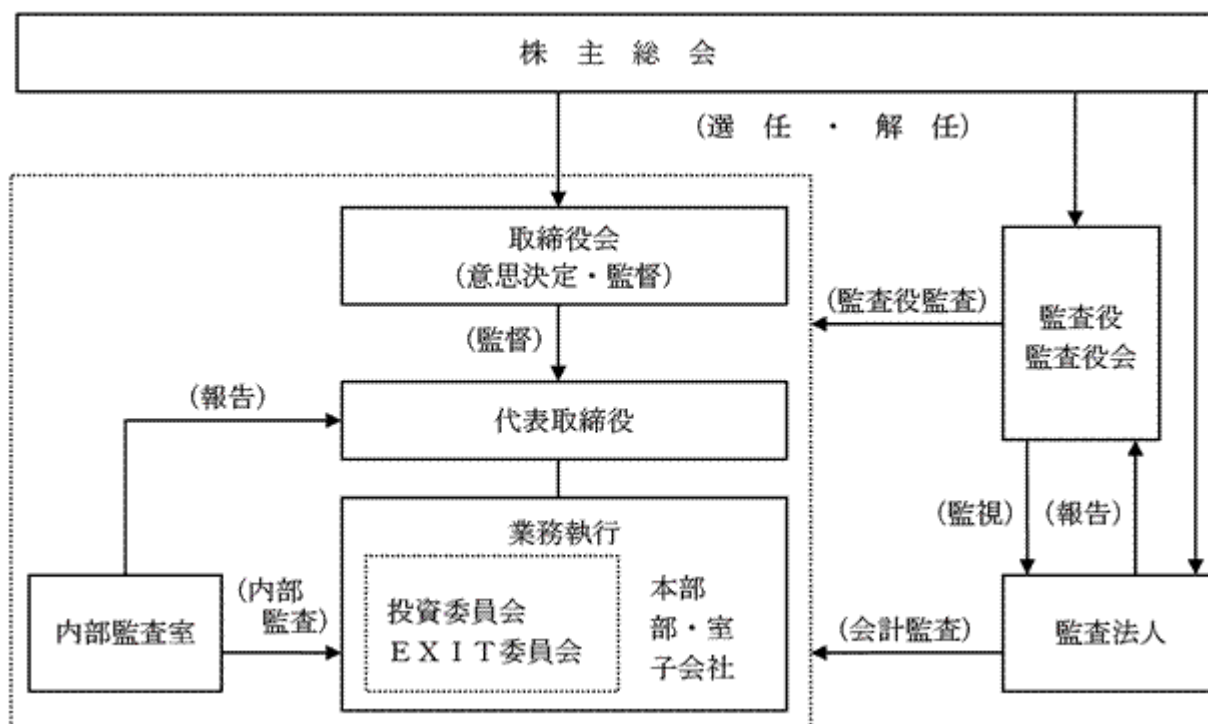 株主総会
(選任・解任)
取締役会
(意思決定・監督)
(監査役監査)
監査役
監査役会
(監督)
(報告)
代表取締役
(監視)
(報告)
業務執行
(内部
監査)
内部監査室
投資委員会
ＥＸＩＴ委員会
本部
部・室
子会社
(会計監査)
監査法人